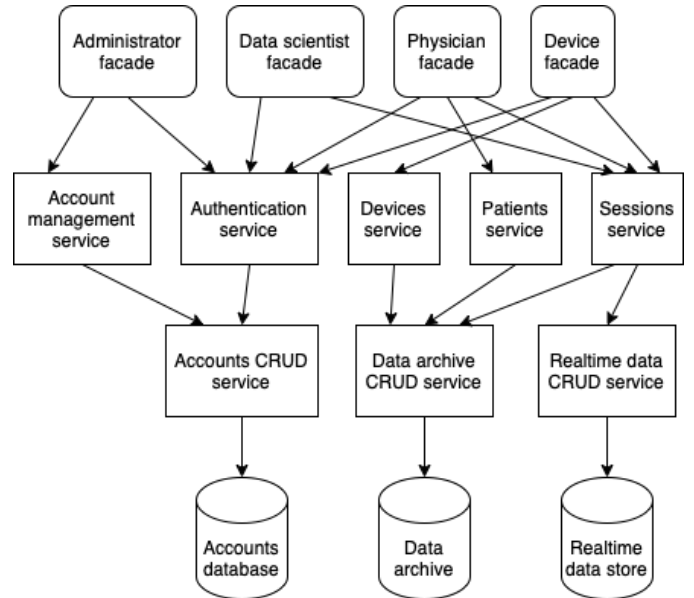 Administrator
facade
Data scientist
facade
Physician
facade
Device
facade
Account
management
service
Authentication
service
Devices
service
Patients
service
Sessions
service
Accounts CRUD
service
Data archive
CRUD service
Realtime data
CRUD service
Accounts
database
Data
archive
Realtime
data store